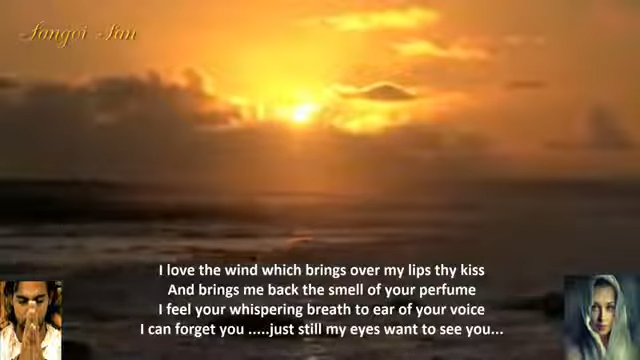 Sangoi San
I love the wind which brings over my lips thy kiss
And brings me back the smell of your perfume
I feel your whispering breath to ear of your voice
I can forget you .....just still my eyes want to see you...